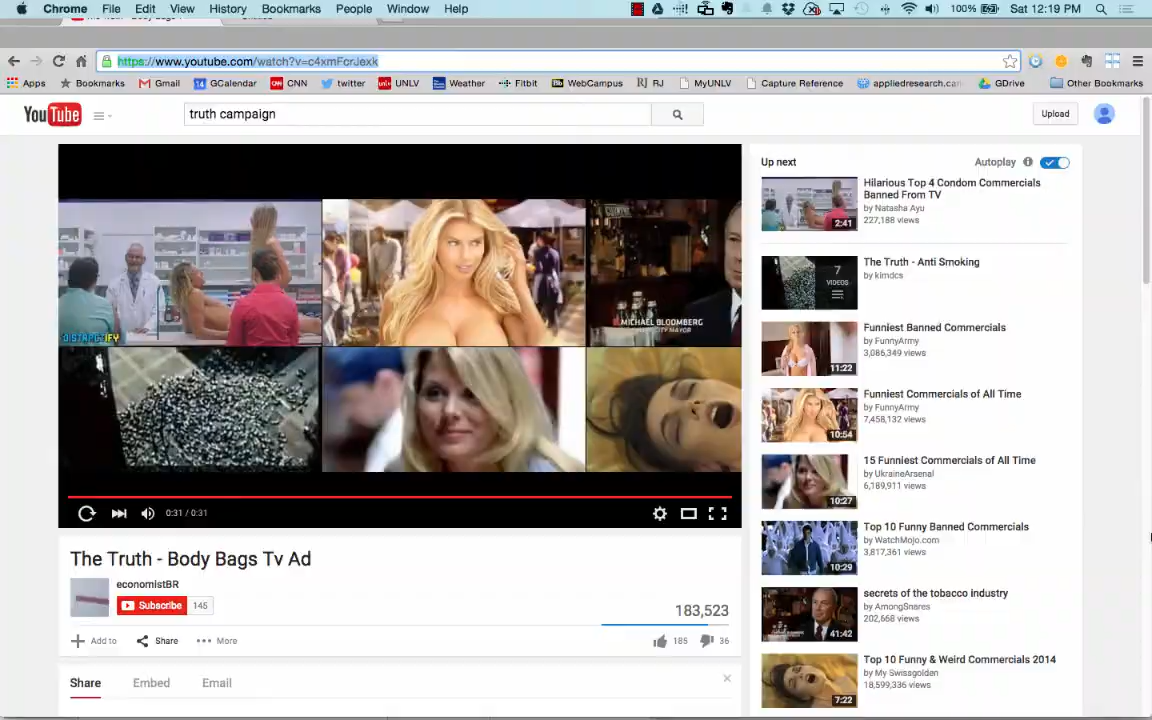 Chrome File Edit View History Bookmarks People Window Help 100% Sat 12:19 PM
https://www.youtube.com/watch?v=c4xmFcrJexk
Apps Bookmarks Gmail 14 GCalendar CNN twitter UNLV Weather Fitbit WebCampus RJ RJ MyUNLV Capture Reference appliedresearch.can GDrive Other Bookmarks
YouTube truth campaign Upload
Up next Autoplay
Hilarious Top 4 Condom Commercials
Banned From TV
by Natasha Ayu
227,188 views
2:41
The Truth - Anti Smoking
by kimdcs
7
VIDEOS
Funniest Banned Commercials
by FunnyArmy
3,086,349 views
11:22
Funniest Commercials of All Time
by FunnyArmy
7,458,132 views
10:54
15 Funniest Commercials of All Time
by UkraineArsenal
6,189,911 views
10:27
Top 10 Funny Banned Commercials
by WatchMojo.com
3,817,361 views
10:29
secrets of the tobacco industry
by AmongSnares
202,668 views
41:42
Top 10 Funny & Weird Commercials 2014
by My Swissgolden
18,599,336 views
7:22
DISTRACTIFY
MICHAEL BLOOMBERG
CITY MAYOR
0:31 / 0:31
The Truth - Body Bags Tv Ad
economistBR
Subscribe 145
183,523
Add to Share More 185 36
Share Embed Email